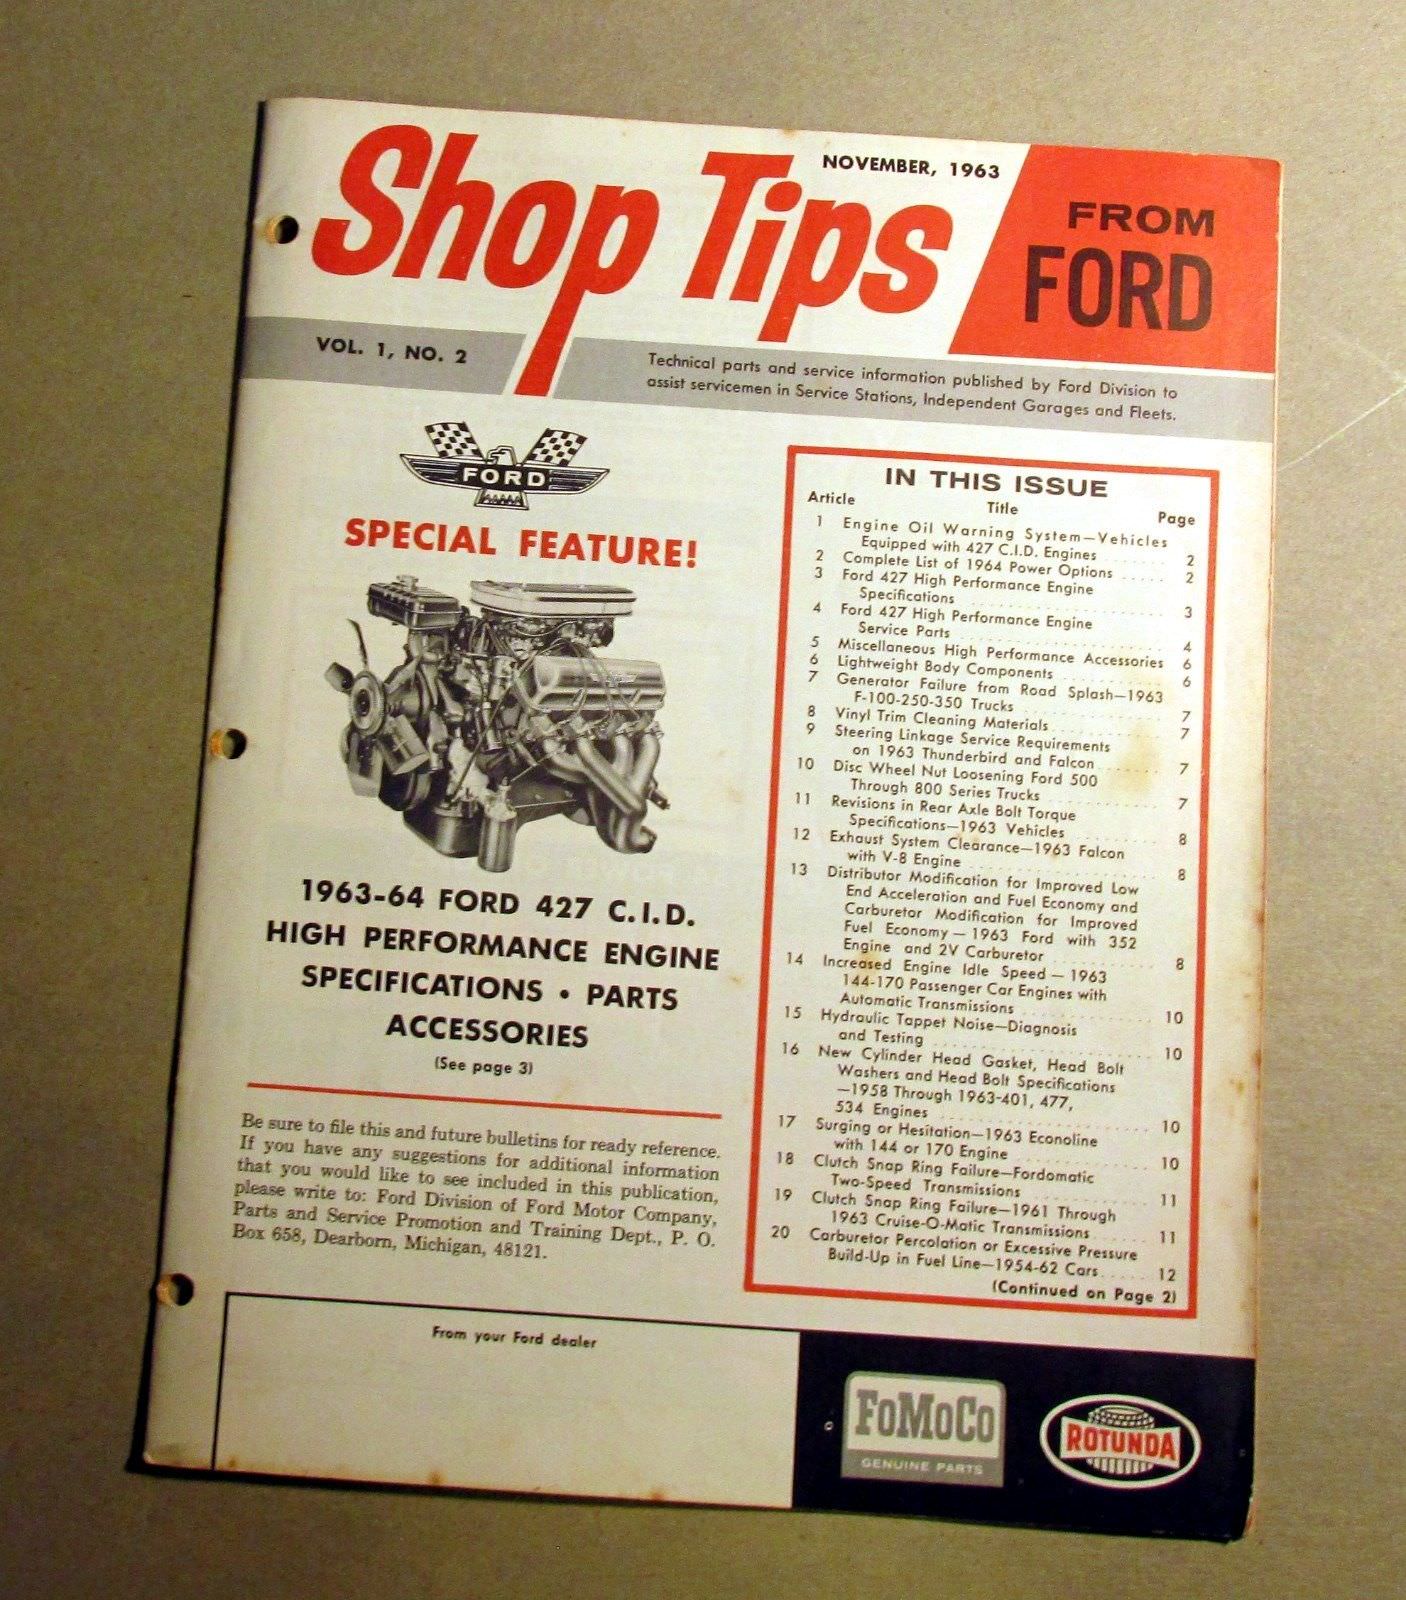 NOVEMBER, 1963
Shop Tips
FROM
FORD
VOL. 1, NO. 2
Technical parts and service information published by Ford Division to
assist servicemen in Service Stations, Independent Garages and Fleets.
FORD
SPECIAL FEATURE!
1963-64 FORD 427 C.I.D.
HIGH PERFORMANCE ENGINE
SPECIFICATIONS • PARTS
ACCESSORIES
(See page 3)
Be sure to file this and future bulletins for ready reference.
If you have any suggestions for additional information
that you would like to see included in this publication,
please write to: Ford Division of Ford Motor Company,
Parts and Service Promotion and Training Dept., P. O.
Box 658, Dearborn, Michigan, 48121.
IN THIS ISSUE
Article Title Page
1 Engine Oil Warning System—Vehicles
Equipped with 427 C.I.D. Engines 2
2 Complete List of 1964 Power Options 2
3 Ford 427 High Performance Engine
Specifications 3
4 Ford 427 High Performance Engine
Service Parts 4
5 Miscellaneous High Performance Accessories 6
6 Lightweight Body Components 6
7 Generator Failure from Road Splash—1963
F-100-250-350 Trucks 7
8 Vinyl Trim Cleaning Materials 7
9 Steering Linkage Service Requirements
on 1963 Thunderbird and Falcon 7
10 Disc Wheel Nut Loosening Ford 500
Through 800 Series Trucks 7
11 Revisions in Rear Axle Bolt Torque
Specifications—1963 Vehicles 8
12 Exhaust System Clearance—1963 Falcon
with V-8 Engine 8
13 Distributor Modification for Improved Low
End Acceleration and Fuel Economy and
Carburetor Modification for Improved
Fuel Economy—1963 Ford with 352
Engine and 2V Carburetor 8
14 Increased Engine Idle Speed—1963
144-170 Passenger Car Engines with
Automatic Transmissions 10
15 Hydraulic Tappet Noise—Diagnosis
and Testing 10
16 New Cylinder Head Gasket, Head Bolt
Washers and Head Bolt Specifications
—1958 Through 1963-401, 477,
534 Engines 10
17 Surging or Hesitation—1963 Econoline
with 144 or 170 Engine 10
18 Clutch Snap Ring Failure—Fordomatic
Two-Speed Transmissions 11
19 Clutch Snap Ring Failure—1961 Through
1963 Cruise-O-Matic Transmissions 11
20 Carburetor Percolation or Excessive Pressure
Build-Up in Fuel Line—1954-62 Cars 12
(Continued on Page 2)
From your Ford dealer
FoMoCo
GENUINE PARTS
ROTUNDA